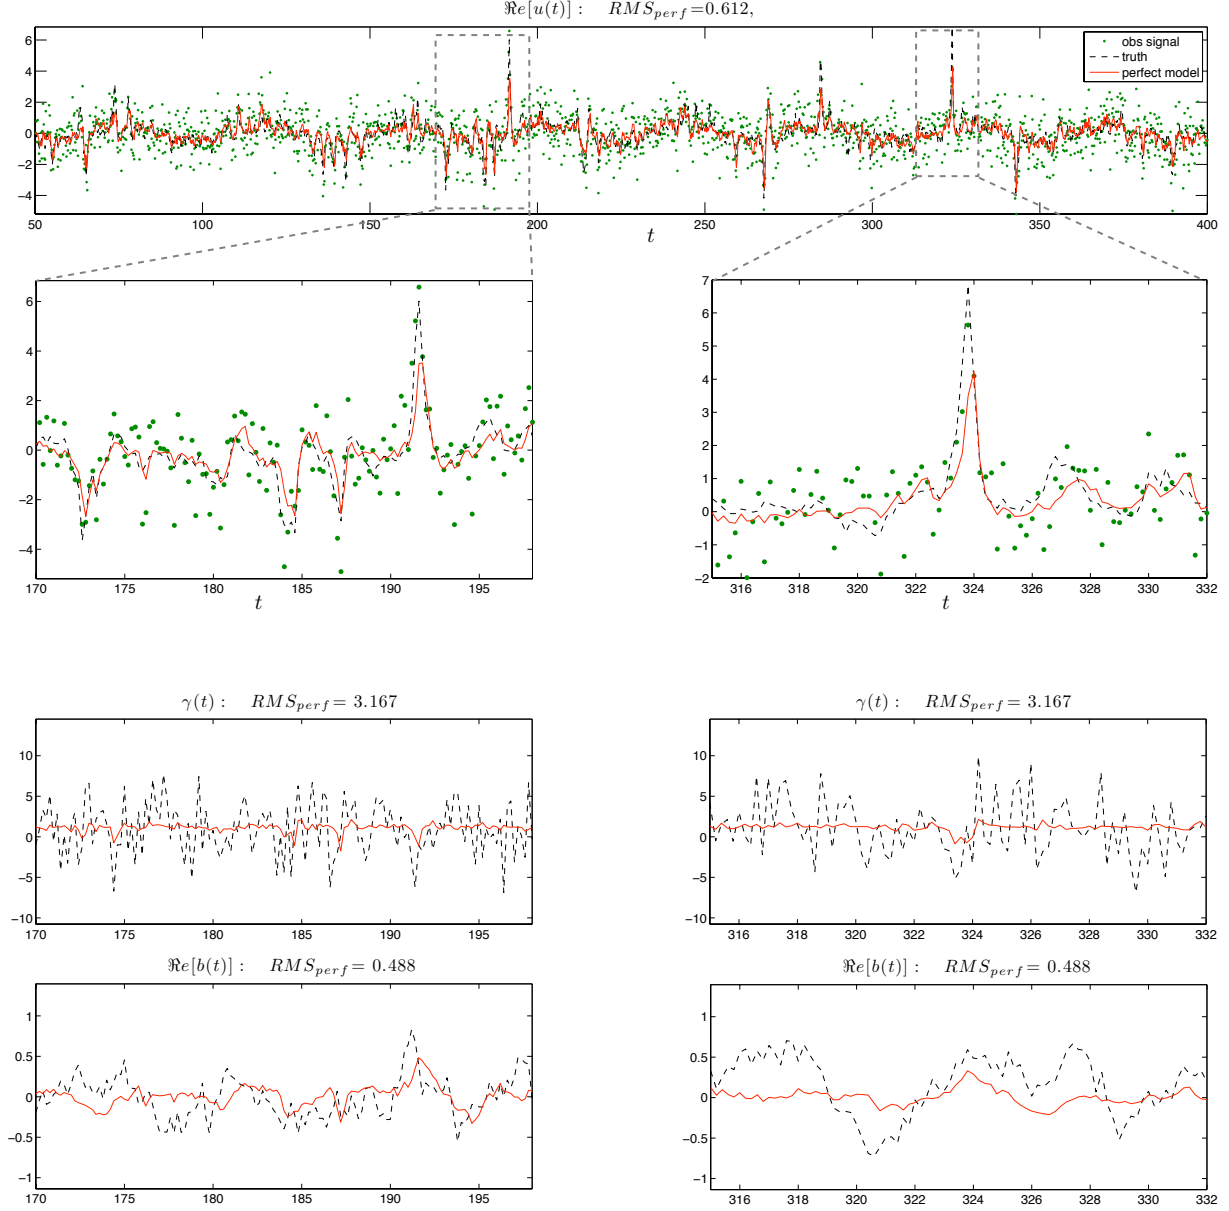 ℜe[u(t)] : RMS_perf =0.612,
6
4
2
0
−2
−4
obs signal
truth
perfect model
50 100 150 200 250 300 350 400
t
6
4
2
0
−2
−4
170 175 180 185 190 195
t
7
6
5
4
3
2
1
0
−1
−2
316 318 320 322 324 326 328 330 332
t
γ(t) : RMS_perf = 3.167
10
5
0
−5
−10
170 175 180 185 190 195
γ(t) : RMS_perf = 3.167
10
5
0
−5
−10
316 318 320 322 324 326 328 330 332
ℜe[b(t)] : RMS_perf = 0.488
1
0.5
0
−0.5
−1
170 175 180 185 190 195
ℜe[b(t)] : RMS_perf = 0.488
1
0.5
0
−0.5
−1
316 318 320 322 324 326 328 330 332